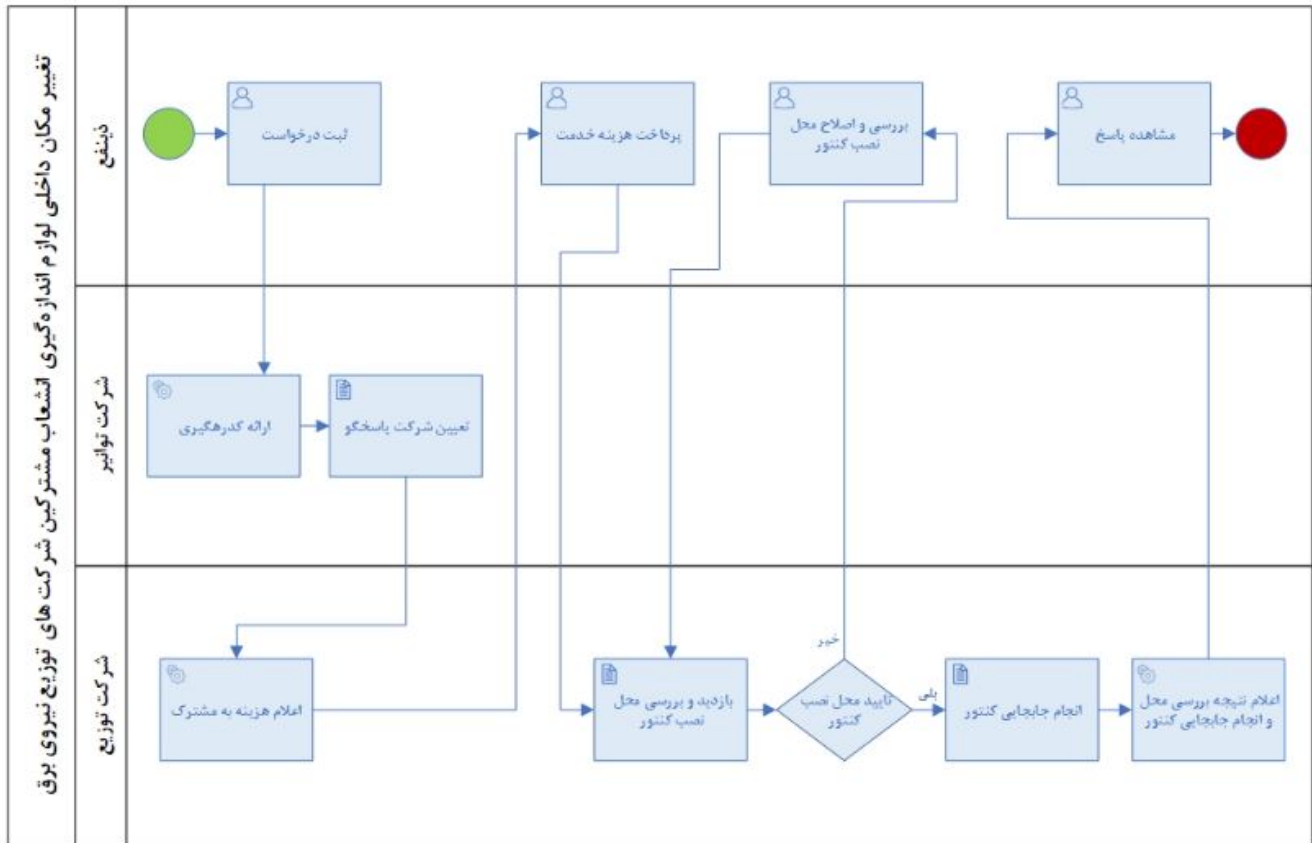 تغییر مکان داخلی لوازم اندازه‌گیری انشعاب مشترکین شرکت های توزیع نیروی برق
ذینفع
ثبت درخواست
پرداخت هزینه خدمت
بررسی و اصلاح محل
نصب کنتور
مشاهده پاسخ
شرکت توانیر
ارائه کدرهگیری
تعیین شرکت پاسخگو
شرکت توزیع
اعلام هزینه به مشترک
بازدید و بررسی محل
نصب کنتور
تایید محل نصب
کنتور
خیر
بلی
انجام جابجایی کنتور
اعلام نتیجه بررسی محل
و انجام جابجایی کنتور